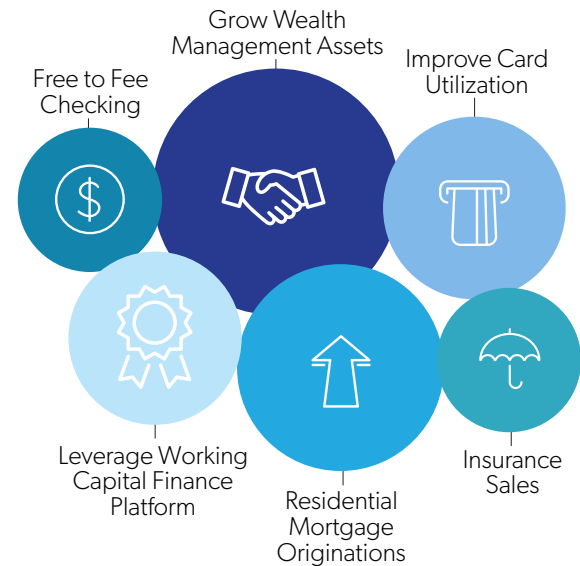 Grow Wealth
Management Assets
Improve Card
Utilization
Free to Fee
Checking
$
Leverage Working
Capital Finance
Platform
Insurance
Sales
Residential
Mortgage
Originations